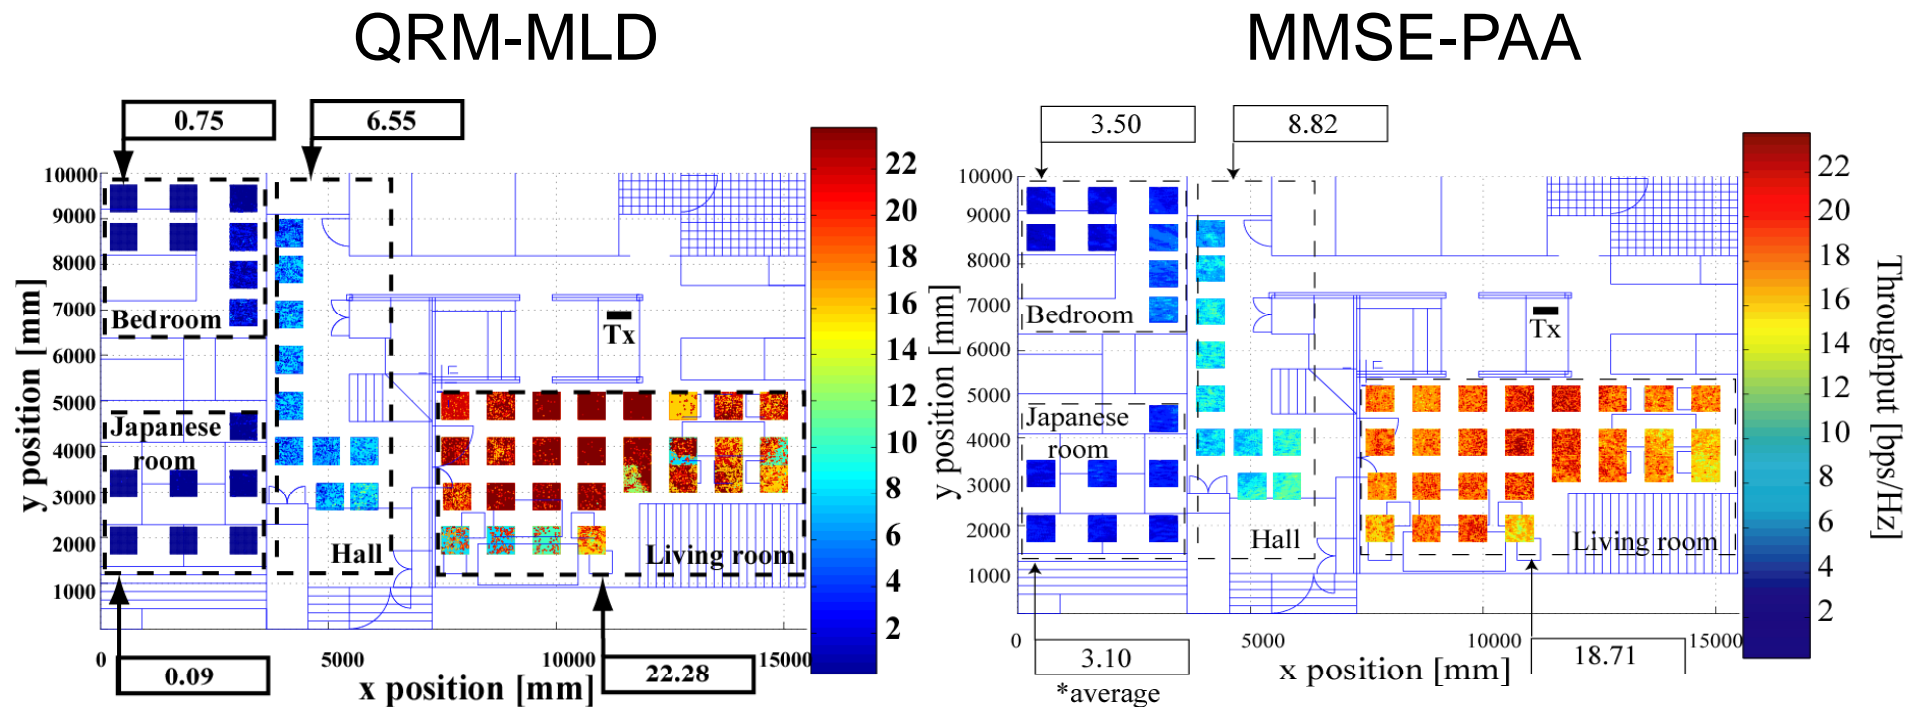 QRM-MLD
0.75
6.55
10000
9000
8000
7000
6000
5000
4000
3000
2000
1000
y position [mm]
Bedroom
Japanese
room
Hall
Tx
Living room
0
5000
10000
15000
x position [mm]
0.09
22.28
22
20
18
16
14
12
10
8
6
4
2
MMSE-PAA
3.50
8.82
10000
9000
8000
7000
6000
5000
4000
3000
2000
1000
y position [mm]
Bedroom
Japanese
room
Hall
Tx
Living room
0
5000
10000
15000
x position [mm]
3.10
*average
18.71
22
20
18
16
14
12
10
8
6
4
2
Throughput [bps/Hz]